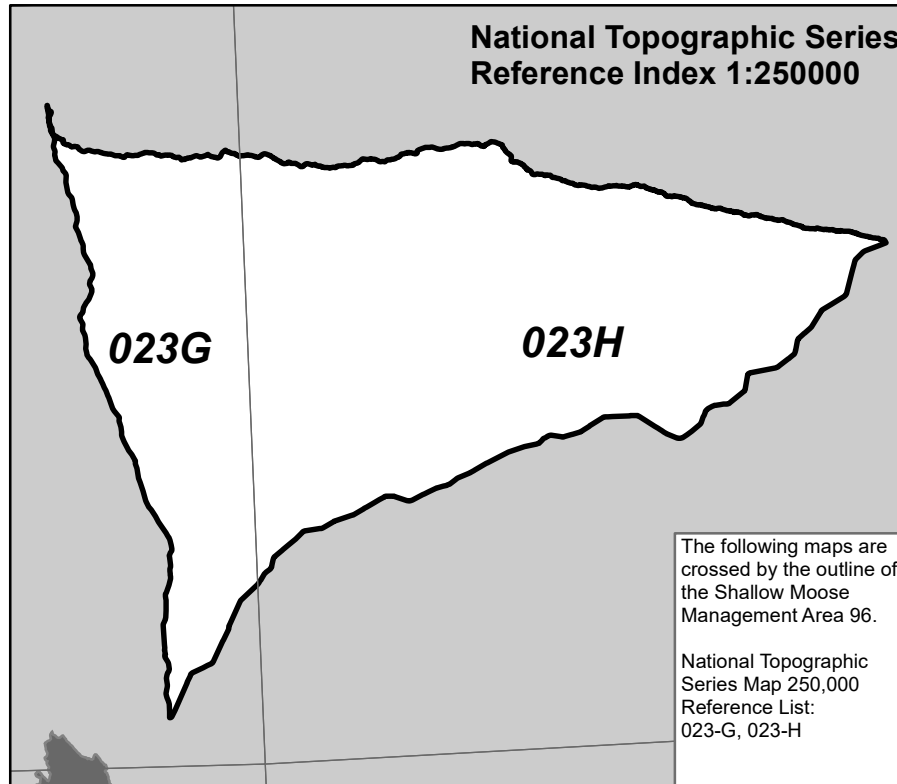 National Topographic Series
Reference Index 1:250000
023G
023H
The following maps are
crossed by the outline of
the Shallow Moose
Management Area 96.
National Topographic
Series Map 250,000
Reference List:
023-G, 023-H